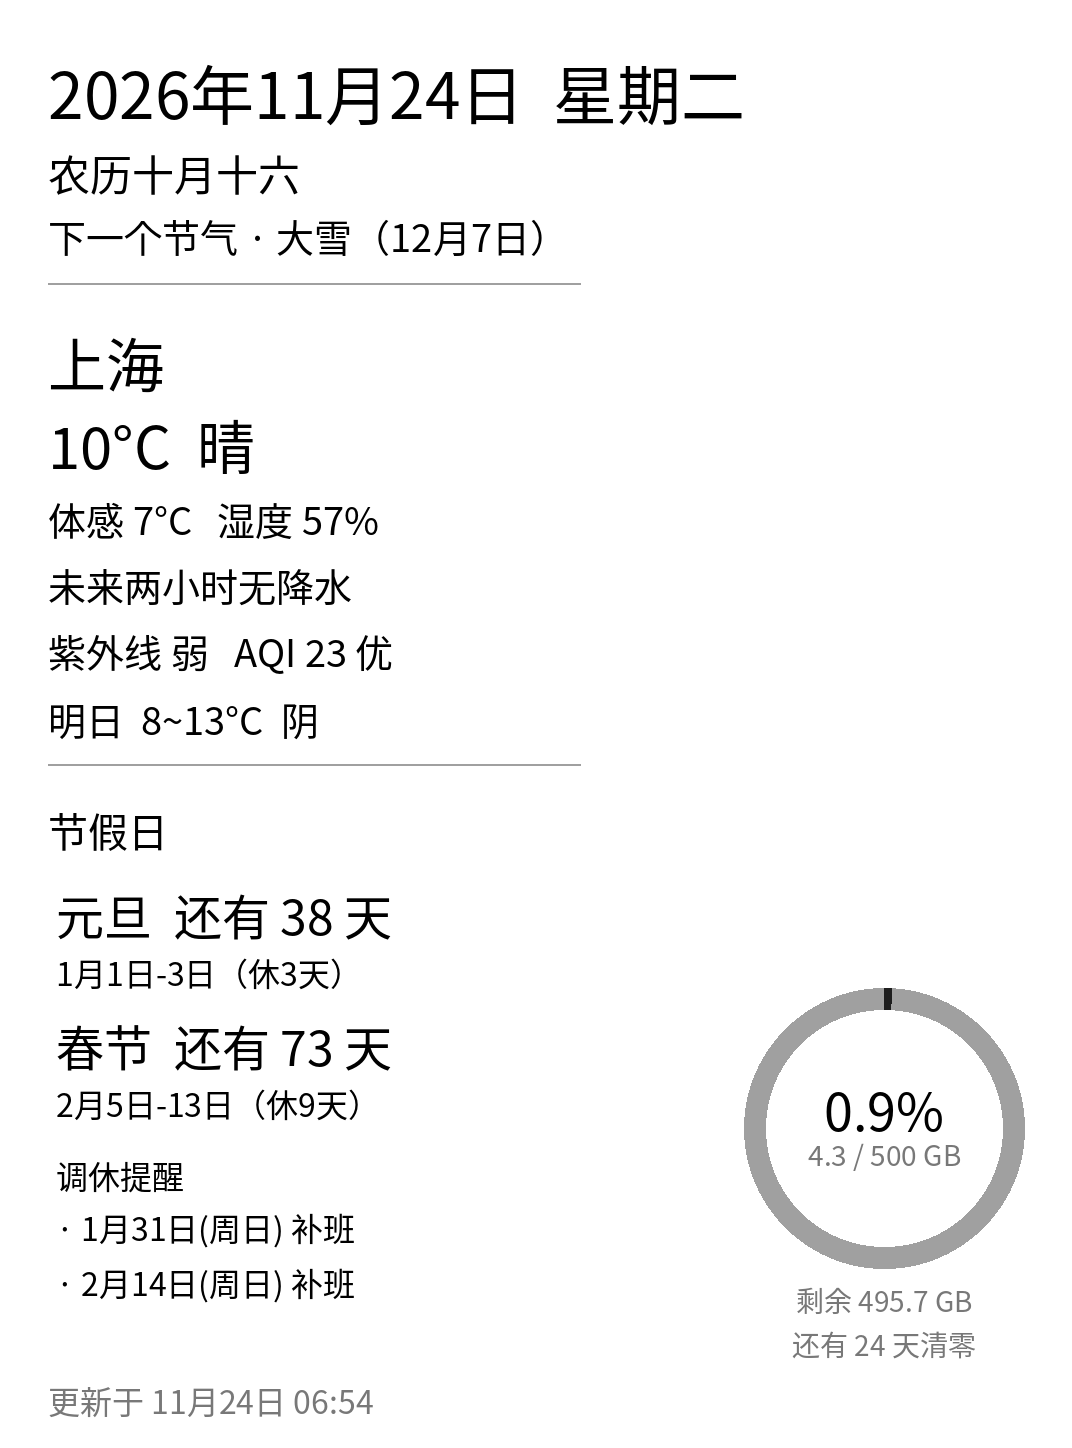 2026年11月24日 星期二
农历十月十六
下一个节气 · 大雪（12月7日）
上海
10°C 晴
体感 7°C 湿度 57%
未来两小时无降水
紫外线 弱 AQI 23 优
明日 8~13°C 阴
节假日
元旦 还有 38 天
1月1日-3日（休3天）
春节 还有 73 天
2月5日-13日（休9天）
调休提醒
· 1月31日(周日) 补班
· 2月14日(周日) 补班
0.9%
4.3 / 500 GB
剩余 495.7 GB
还有 24 天清零
更新于 11月24日 06:54